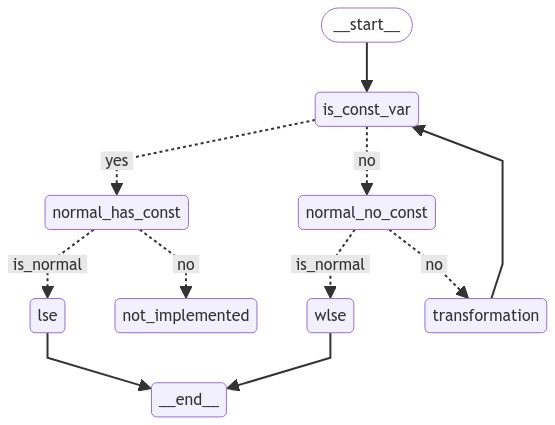 __start__
is_const_var
yes
no
normal_has_const
normal_no_const
is_normal
no
is_normal
no
lse
not_implemented
wlse
transformation
__end__